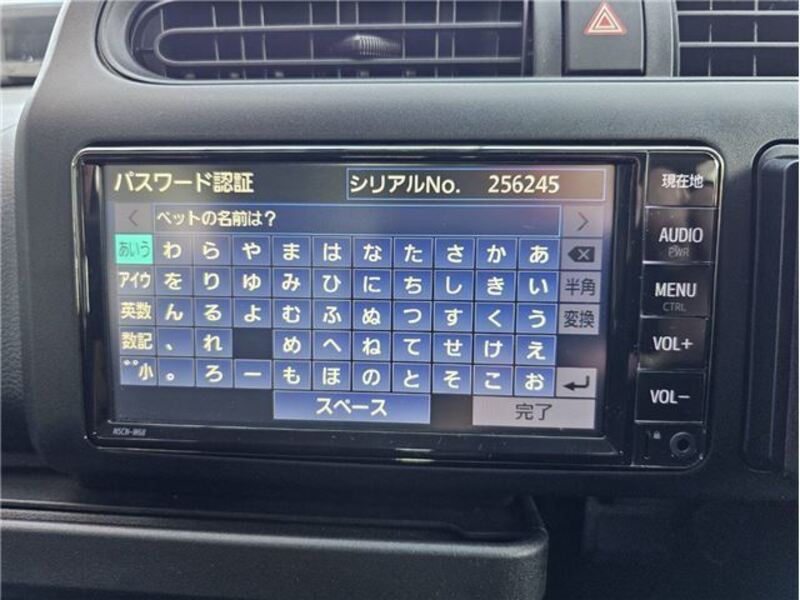 パスワード認証 シリアルNo. 256245
ペットの名前は?
あいう わ ら や ま は な た さ か あ
アイウ を り ゆ み ひ に ち し き い 半角
英数 ん る よ む ふ ぬ つ す く う 変換
数記 、 れ め へ ね て せ け え
゛゜小 。 ろ ー も ほ の と そ こ お
スペース 完了
NSCN-W68
現在地
AUDIO
PWR
MENU
CTRL
VOL+
VOL-